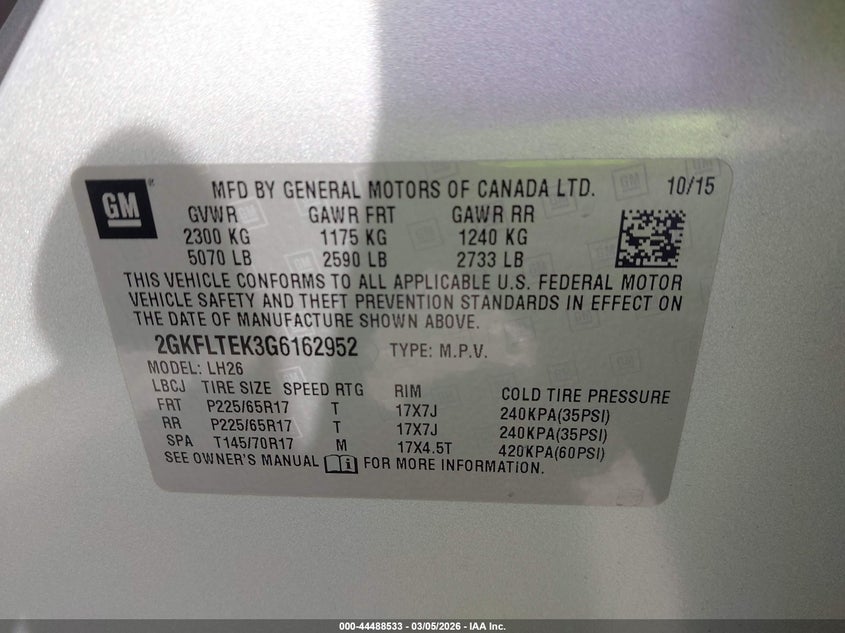 GM
MFD BY GENERAL MOTORS OF CANADA LTD. 10/15
GVWR GAWR FRT GAWR RR
2300 KG 1175 KG 1240 KG
5070 LB 2590 LB 2733 LB
THIS VEHICLE CONFORMS TO ALL APPLICABLE U.S. FEDERAL MOTOR
VEHICLE SAFETY AND THEFT PREVENTION STANDARDS IN EFFECT ON
THE DATE OF MANUFACTURE SHOWN ABOVE.
2GKFLTEK3G6162952 TYPE: M.P.V.
MODEL: LH26
LBCJ TIRE SIZE SPEED RTG RIM COLD TIRE PRESSURE
FRT P225/65R17 T 17X7J 240KPA(35PSI)
RR P225/65R17 T 17X7J 240KPA(35PSI)
SPA T145/70R17 M 17X4.5T 420KPA(60PSI)
SEE OWNER'S MANUAL FOR MORE INFORMATION.
000-44488533 - 03/05/2026 - IAA Inc.